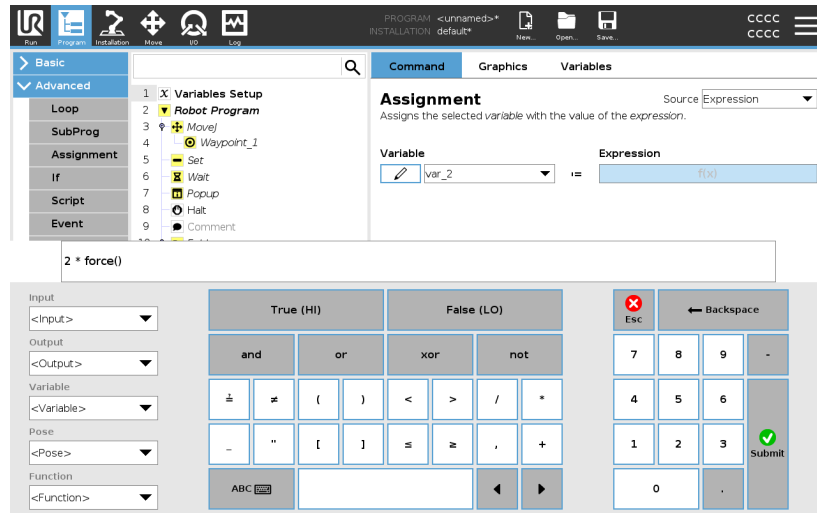 PROGRAM <unnamed>*
INSTALLATION default*
CCCC
CCCC
Run Program Installation Move I/O Log New... Open... Save...
Basic
Advanced
Loop
SubProg
Assignment
If
Script
Event
1 X Variables Setup
2 Robot Program
3 MoveJ
4 Waypoint_1
5 Set
6 Wait
7 Popup
8 Halt
9 Comment
Command Graphics Variables
Assignment
Source Expression
Assigns the selected variable with the value of the expression.
Variable Expression
var_2 := f(x)
2 * force()
Input
<Input>
Output
<Output>
Variable
<Variable>
Pose
<Pose>
Function
<Function>
True (HI) False (LO)
and or xor not
≟ ≠ ( ) < > / *
_ " [ ] ≤ ≥ , +
ABC
Esc Backspace
7 8 9 -
4 5 6
1 2 3 Submit
0 .